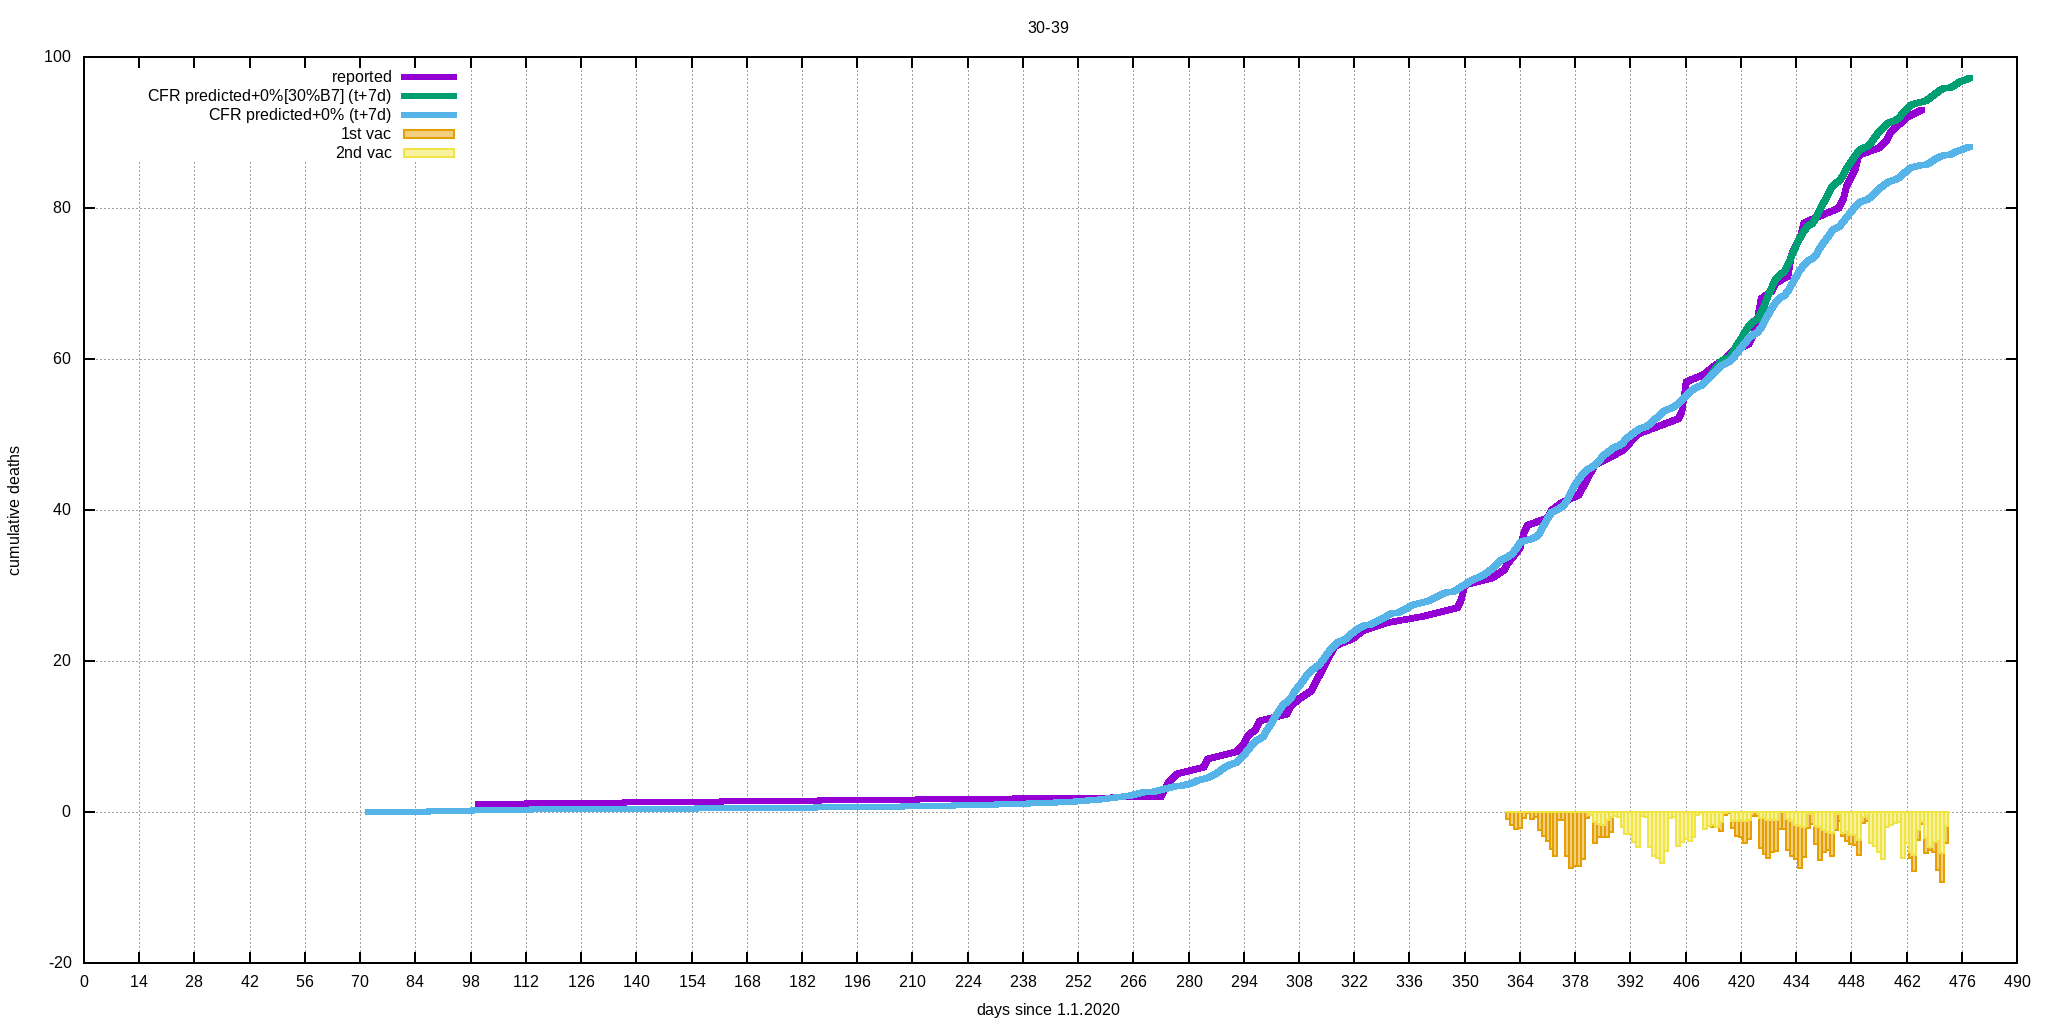 30-39
100
80
60
40
20
0
-20
cumulative deaths
reported
CFR predicted+0%[30%B7] (t+7d)
CFR predicted+0% (t+7d)
1st vac
2nd vac
0 14 28 42 56 70 84 98 112 126 140 154 168 182 196 210 224 238 252 266 280 294 308 322 336 350 364 378 392 406 420 434 448 462 476 490
days since 1.1.2020